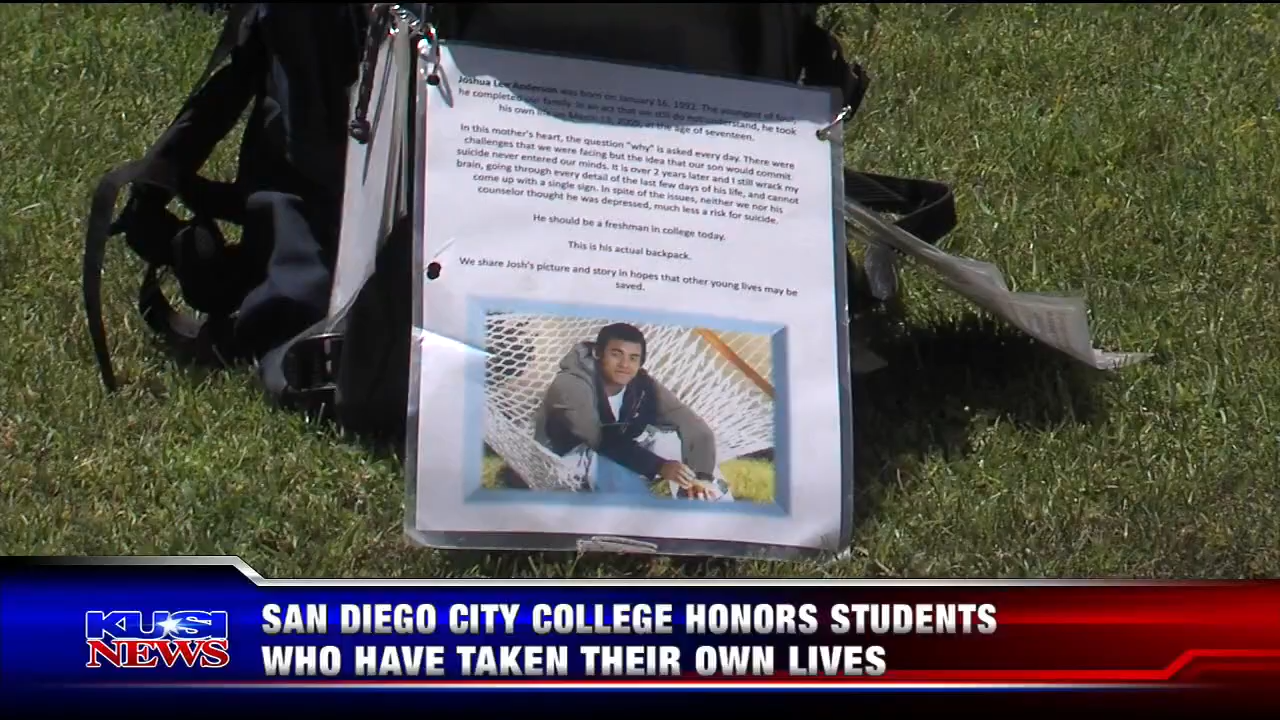 Joshua Lee Anderson was born on January 16, 1992. The youngest of four,
he completed our family. In an act that we still do not understand, he took
his own life on March 2009, at the age of seventeen.
In this mother's heart, the question "why" is asked every day. There were
challenges that we were facing but the idea that our son would commit
suicide never entered our minds. It is over 2 years later and I still wrack my
brain, going through every detail of the last few days of his life, and cannot
come up with a single sign. In spite of the issues, neither we nor his
counselor thought he was depressed, much less a risk for suicide.
He should be a freshman in college today.
This is his actual backpack.
We share Josh's picture and story in hopes that other young lives may be
saved.
KUSI
NEWS
SAN DIEGO CITY COLLEGE HONORS STUDENTS
WHO HAVE TAKEN THEIR OWN LIVES